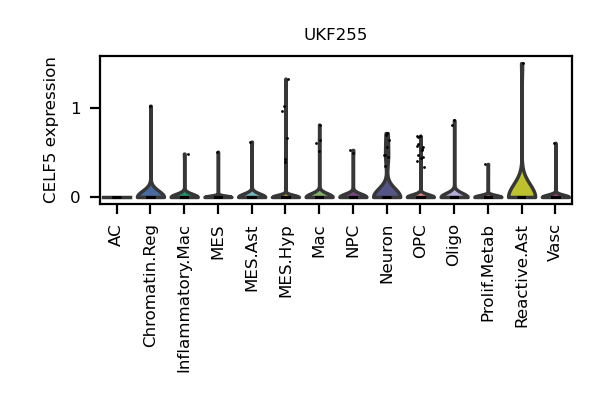 UKF255
CELF5 expression
1
0
AC
Chromatin.Reg
Inflammatory.Mac
MES
MES.Ast
MES.Hyp
Mac
NPC
Neuron
OPC
Oligo
Prolif.Metab
Reactive.Ast
Vasc